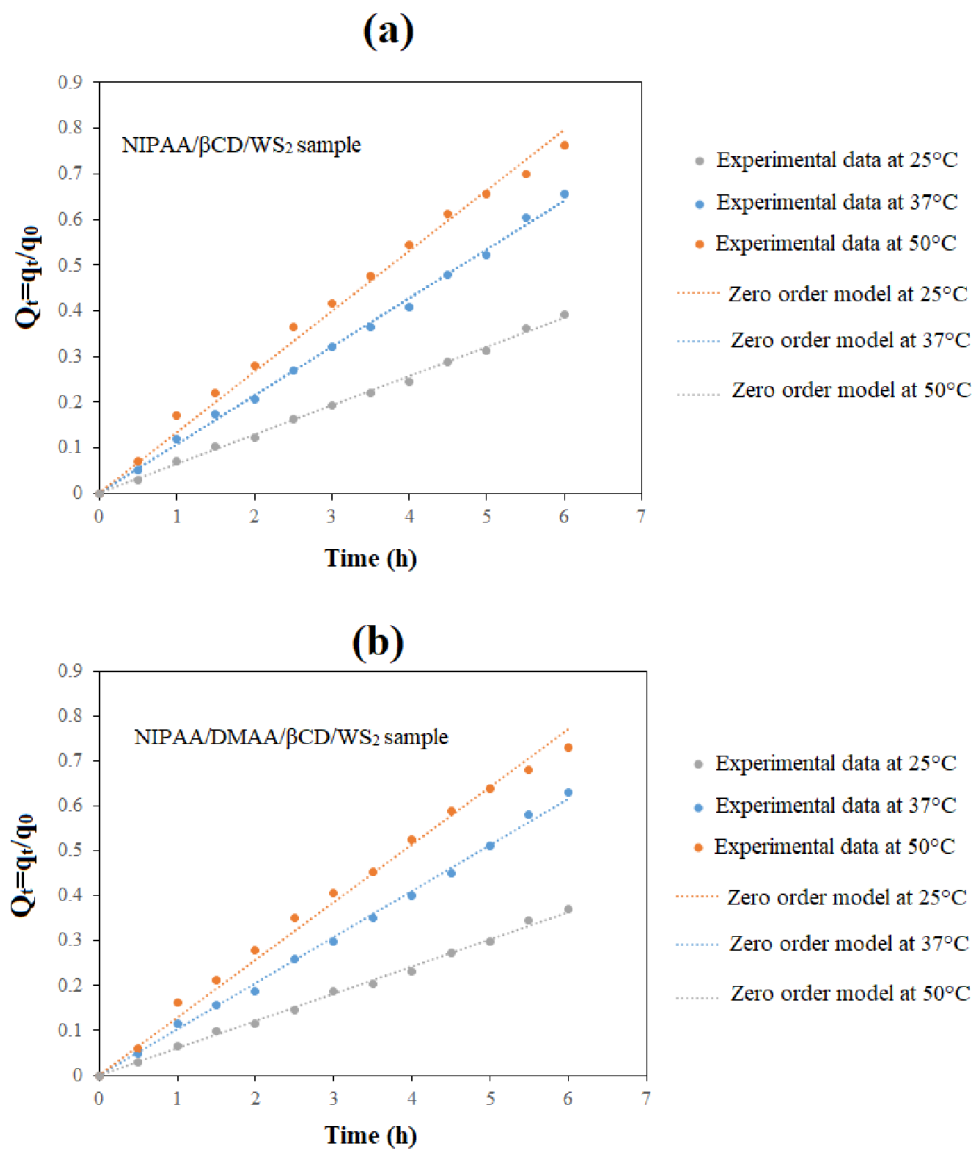 (a)
0.9
0.8
0.7
0.6
0.5
0.4
0.3
0.2
0.1
0
Qt=qt/q0
NIPAA/βCD/WS2 sample
0 1 2 3 4 5 6 7
Time (h)
Experimental data at 25°C
Experimental data at 37°C
Experimental data at 50°C
Zero order model at 25°C
Zero order model at 37°C
Zero order model at 50°C
(b)
0.9
0.8
0.7
0.6
0.5
0.4
0.3
0.2
0.1
0
Qt=qt/q0
NIPAA/DMAA/βCD/WS2 sample
0 1 2 3 4 5 6 7
Time (h)
Experimental data at 25°C
Experimental data at 37°C
Experimental data at 50°C
Zero order model at 25°C
Zero order model at 37°C
Zero order model at 50°C